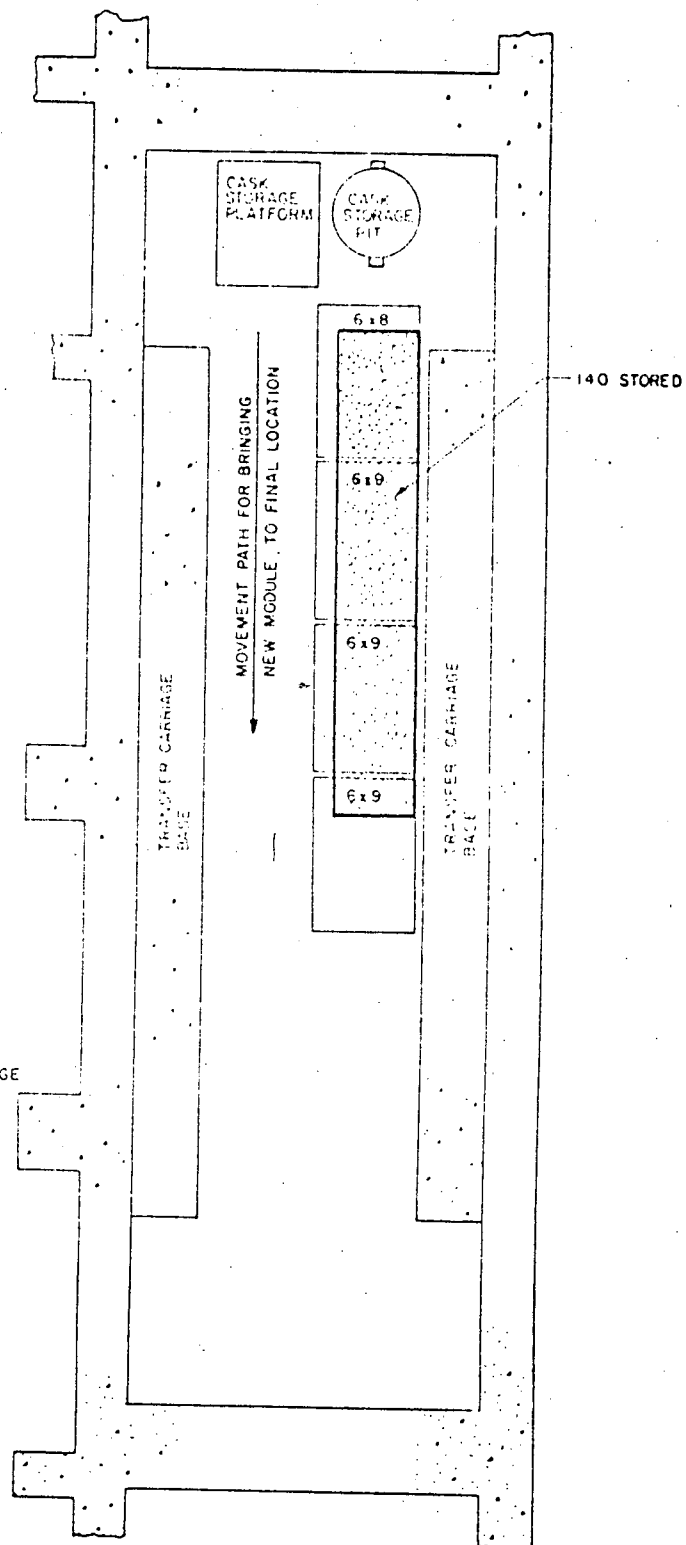 CASK
STORAGE
PLATFORM
CASK
STORAGE
PIT
6x8
140 STORED
6x9
MOVEMENT PATH FOR BRINGING
NEW MODULE TO FINAL LOCATION
6x9
?
TRANSFER CARRIAGE
BASE
TRANSFER CARRIAGE
BASE
6x9
GE